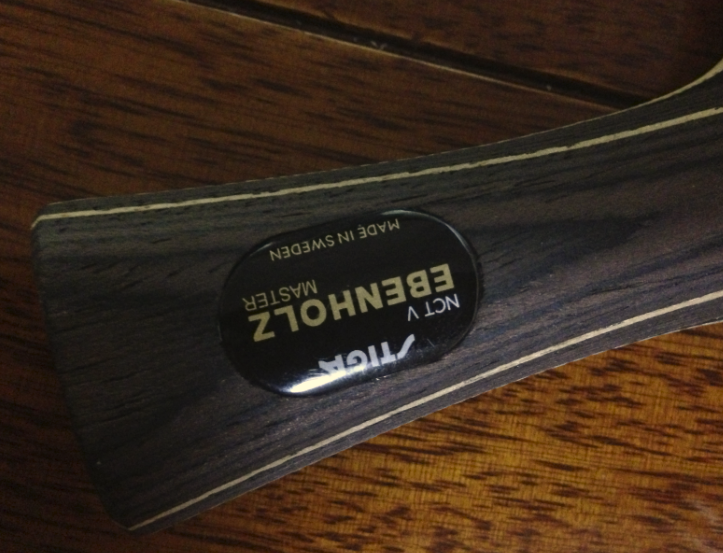 STIGA
NCT V
EBENHOLZ
MASTER
MADE IN SWEDEN